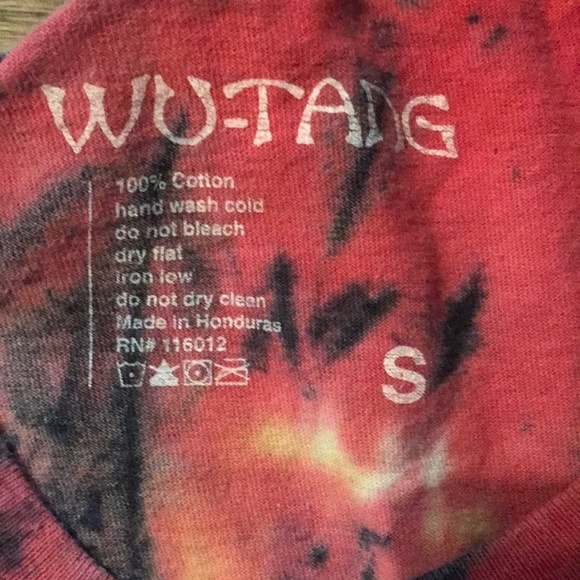 WU-TANG
100% Cotton
hand wash cold
do not bleach
dry flat
iron low
do not dry clean
Made in Honduras
RN# 116012
S